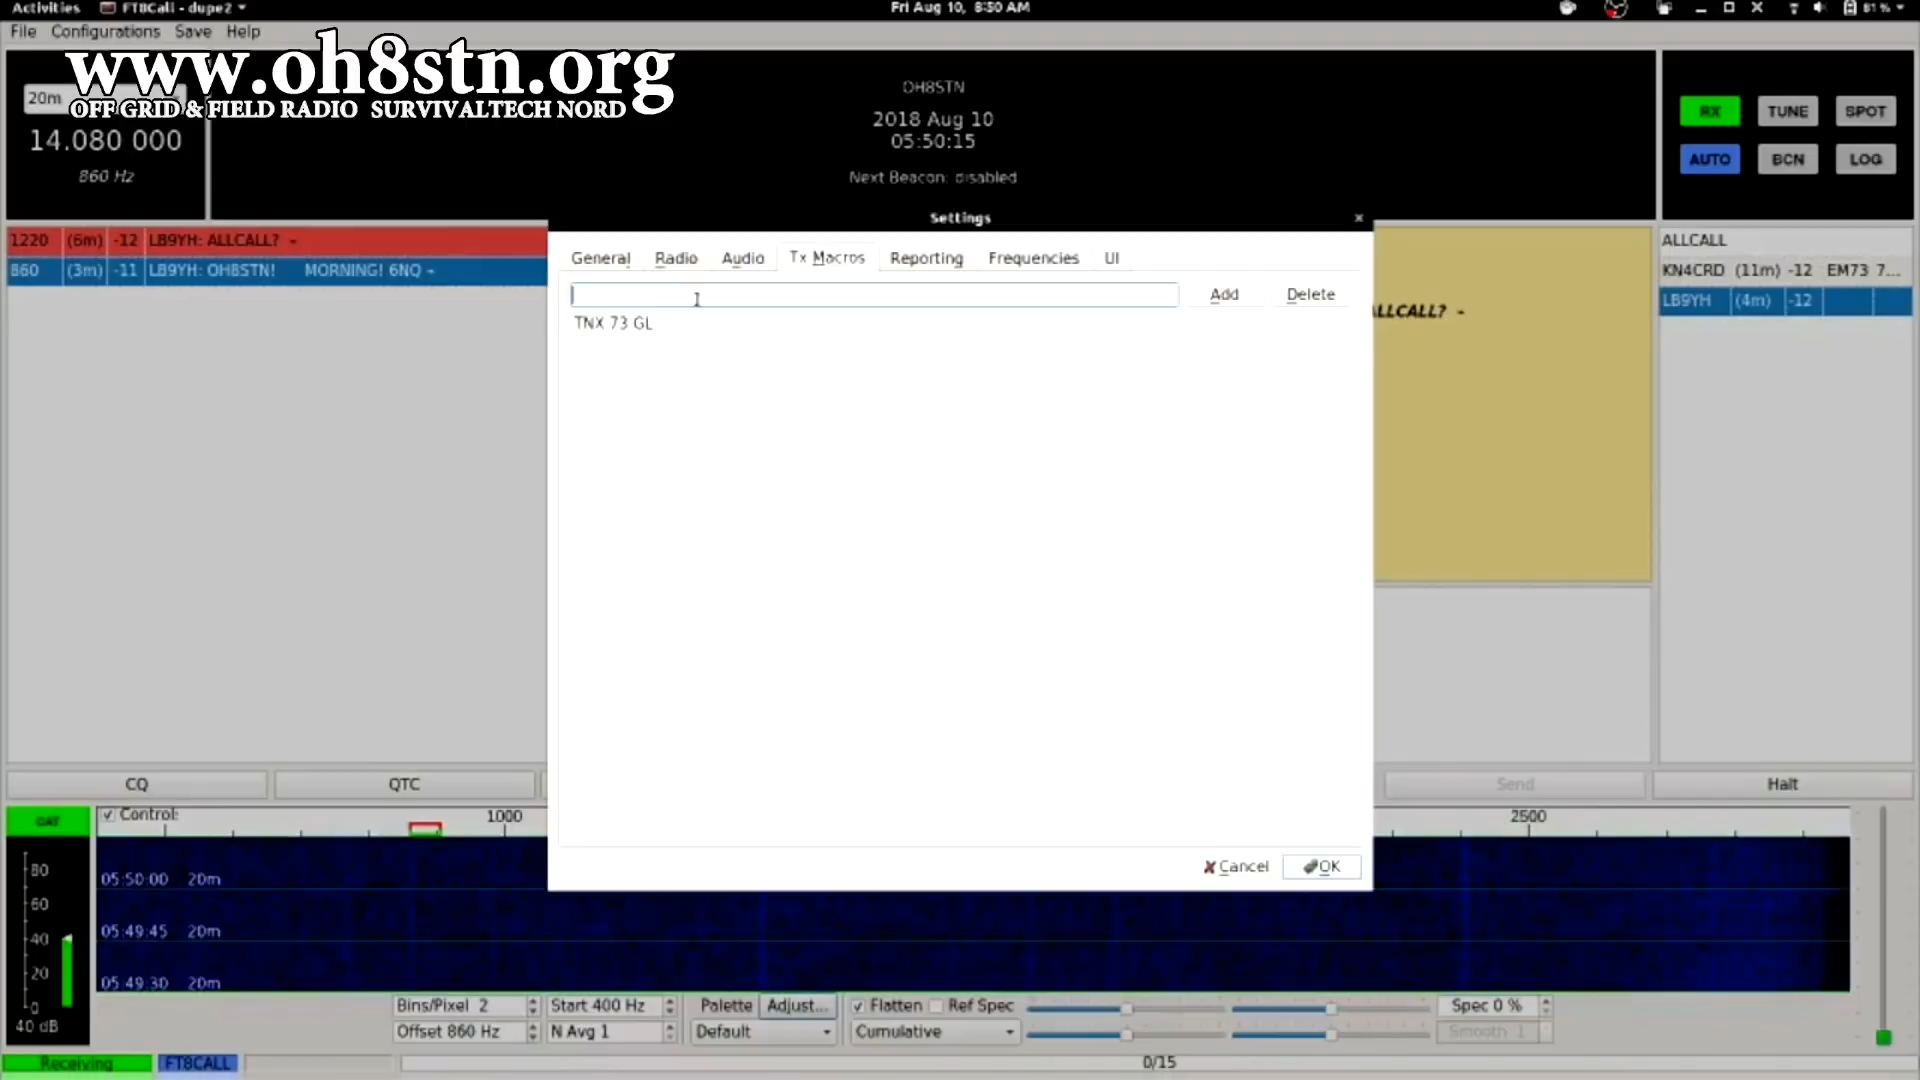 Activities FT8Call - dupe2
Fri Aug 10, 8:50 AM
81 %
File Configurations Save Help
www.oh8stn.org
OFF GRID & FIELD RADIO SURVIVALTECH NORD
20m
14.080 000
860 Hz
OH8STN
2018 Aug 10
05:50:15
Next Beacon: disabled
RX TUNE SPOT
AUTO BCN LOG
1220 (6m) -12 LB9YH: ALLCALL? -
860 (3m) -11 LB9YH: OH8STN! MORNING! 6NQ -
Settings
General Radio Audio Tx Macros Reporting Frequencies UI
Add Delete
TNX 73 GL
Cancel OK
ALLCALL? -
ALLCALL
KN4CRD (11m) -12 EM73 7...
LB9YH (4m) -12
CQ QTC Send Halt
CAT
Control:
1000 2500
80
60
40
20
0
40 dB
05:50:00 20m
05:49:45 20m
05:49:30 20m
Bins/Pixel 2 Start 400 Hz Palette Adjust... Flatten Ref Spec Spec 0 %
Offset 860 Hz N Avg 1 Default Cumulative Smooth 1
Receiving FT8CALL 0/15